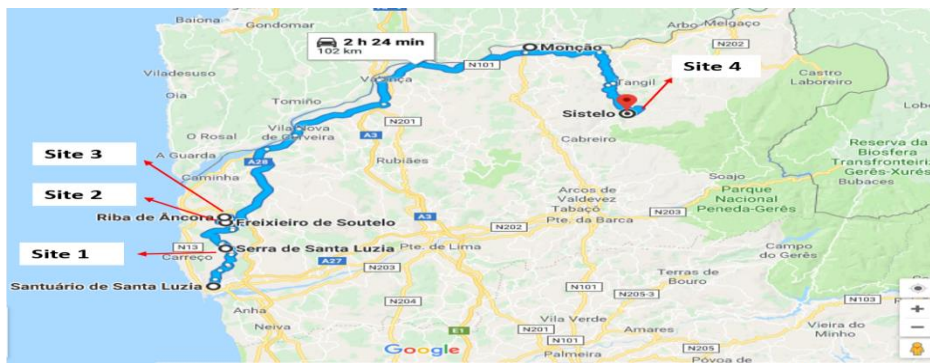 Baiona
Gondomar
2 h 24 min
102 km
Monção
Arbo
Melgaço
N202
Site 4
Castro
Laboreiro
Viladesuso
Oia
N101
Tangil
Sistelo
Tomiño
N201
Vila Nova
de Cerveira
A3
Cabreiro
O Rosal
Site 3
A Guarda
A28
Rubiães
Reserva da
Biosfera
Transfronteiriça
Gerês-Xurés
Caminha
Soajo
Bubaces
Site 2
Arcos de
Valdevez
Parque
Nacional
Peneda-Gerês
Riba de Âncora
Freixieiro de Soutelo
A3
Tabaçô
Pte. da Barca
N203
N202
Site 1
N13
Serra de Santa Luzia
Pte. de Lima
N101
Campo
do Gerês
Carreço
A27
N203
Terras de
Bouro
Santuário de Santa Luzia
N204
N205-3
N103
Anha
Vila Verde
Vieira do
Minho
Neiva
E1
N201
N101
Amares
Google
Palmeira
N205
Póvoa de